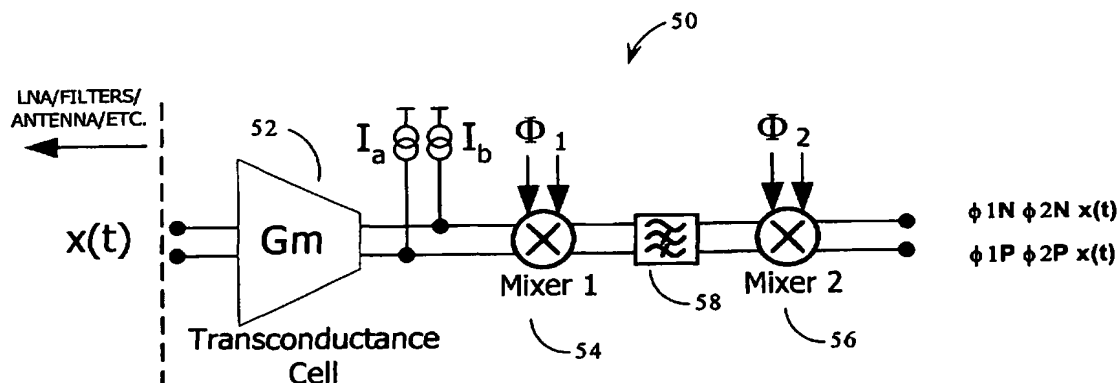 50
LNA/FILTERS/
ANTENNA/ETC.
52
Ia
Ib
Φ1
Φ2
x(t)
Gm
ϕ1N ϕ2N x(t)
ϕ1P ϕ2P x(t)
Mixer 1
58
Mixer 2
Transconductance
Cell
54
56